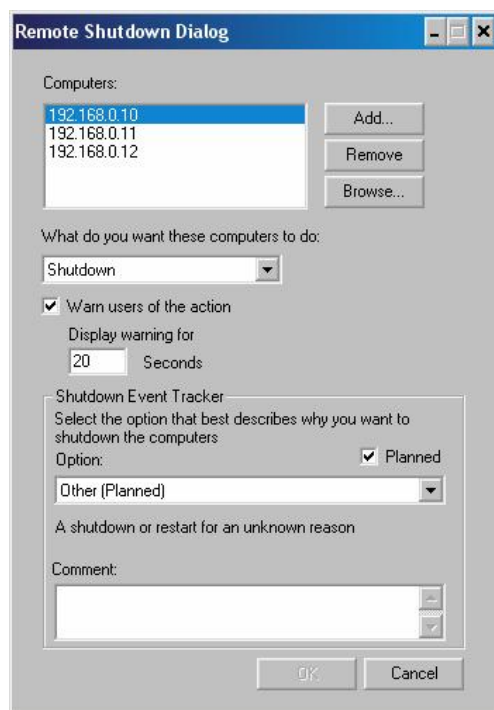 Remote Shutdown Dialog
Computers:
192.168.0.10
192.168.0.11
192.168.0.12
Add...
Remove
Browse...
What do you want these computers to do:
Shutdown
Warn users of the action
Display warning for
20 Seconds
Shutdown Event Tracker
Select the option that best describes why you want to
shutdown the computers
Option:
Planned
Other (Planned)
A shutdown or restart for an unknown reason
Comment:
OK
Cancel